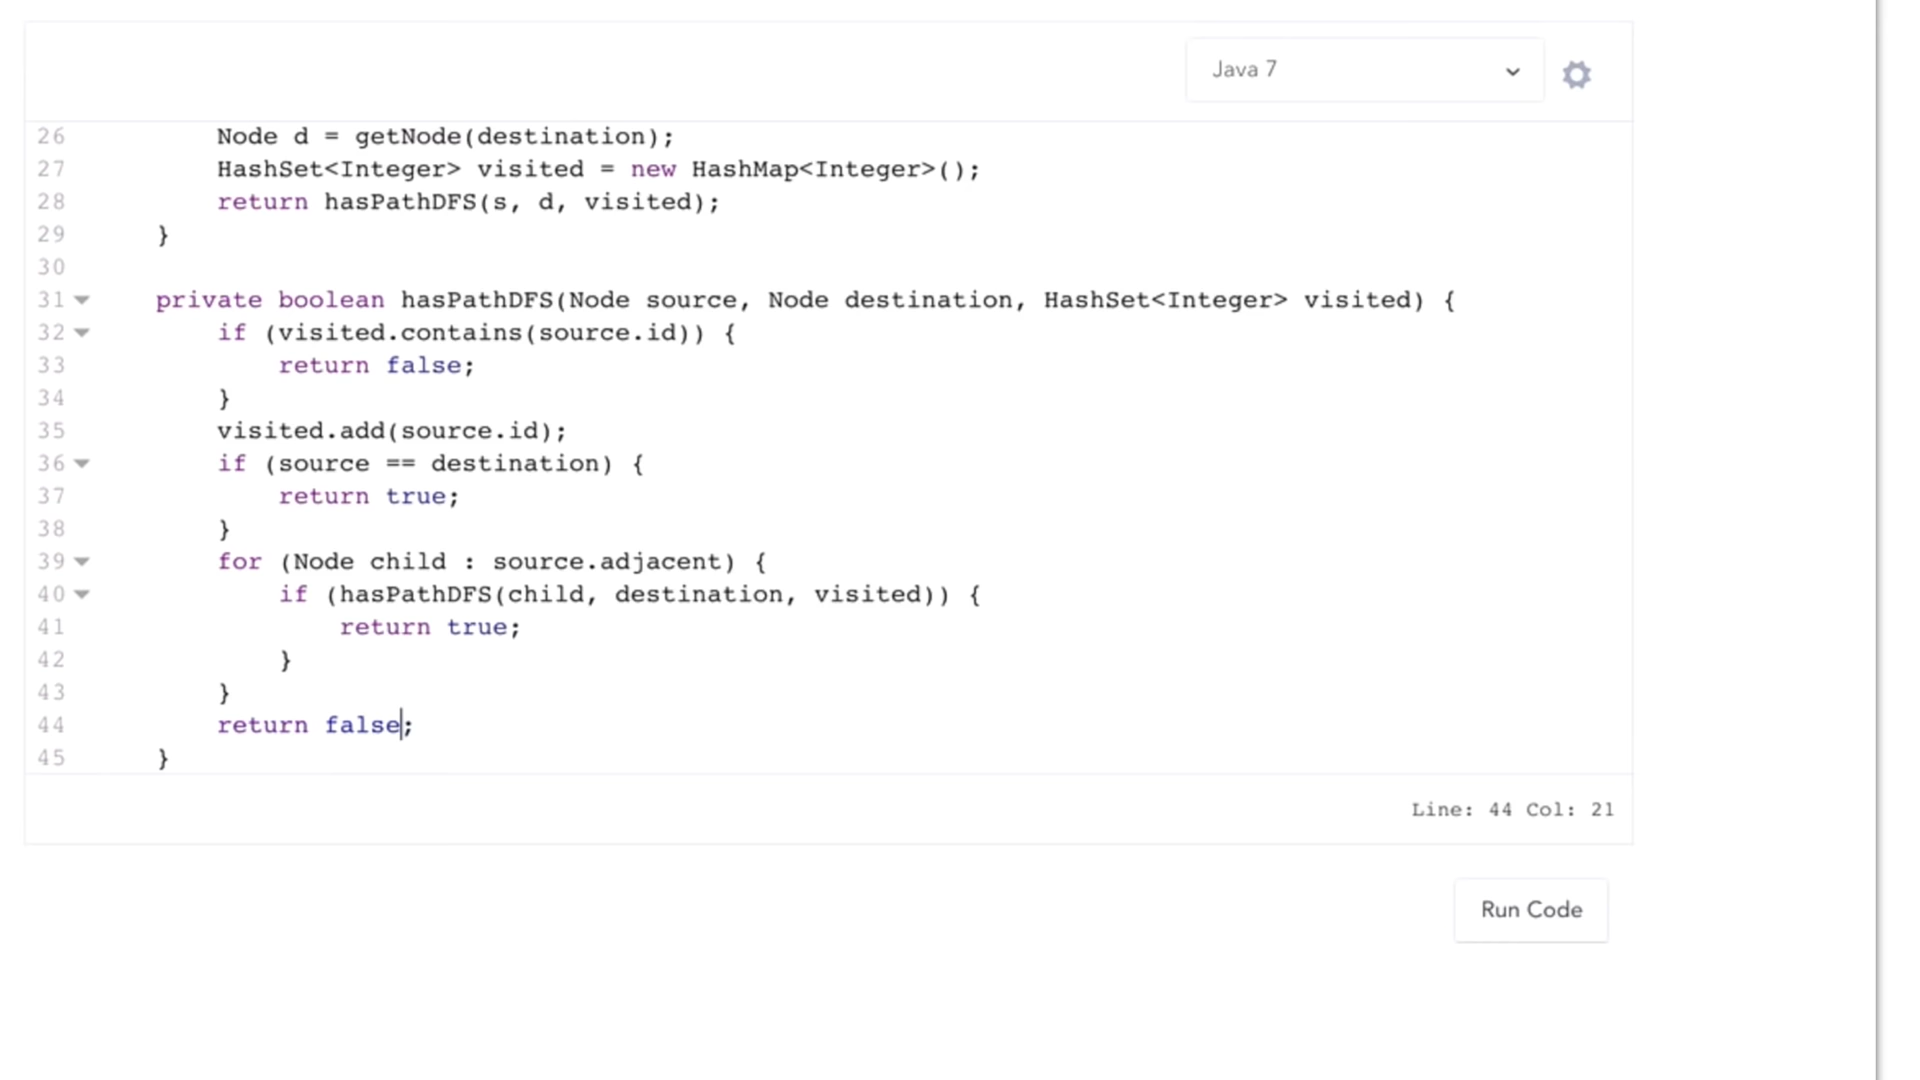 Java 7
26 Node d = getNode(destination);
27 HashSet<Integer> visited = new HashMap<Integer>();
28 return hasPathDFS(s, d, visited);
29 }
30
31 private boolean hasPathDFS(Node source, Node destination, HashSet<Integer> visited) {
32 if (visited.contains(source.id)) {
33 return false;
34 }
35 visited.add(source.id);
36 if (source == destination) {
37 return true;
38 }
39 for (Node child : source.adjacent) {
40 if (hasPathDFS(child, destination, visited)) {
41 return true;
42 }
43 }
44 return false;
45 }
Line: 44 Col: 21
Run Code